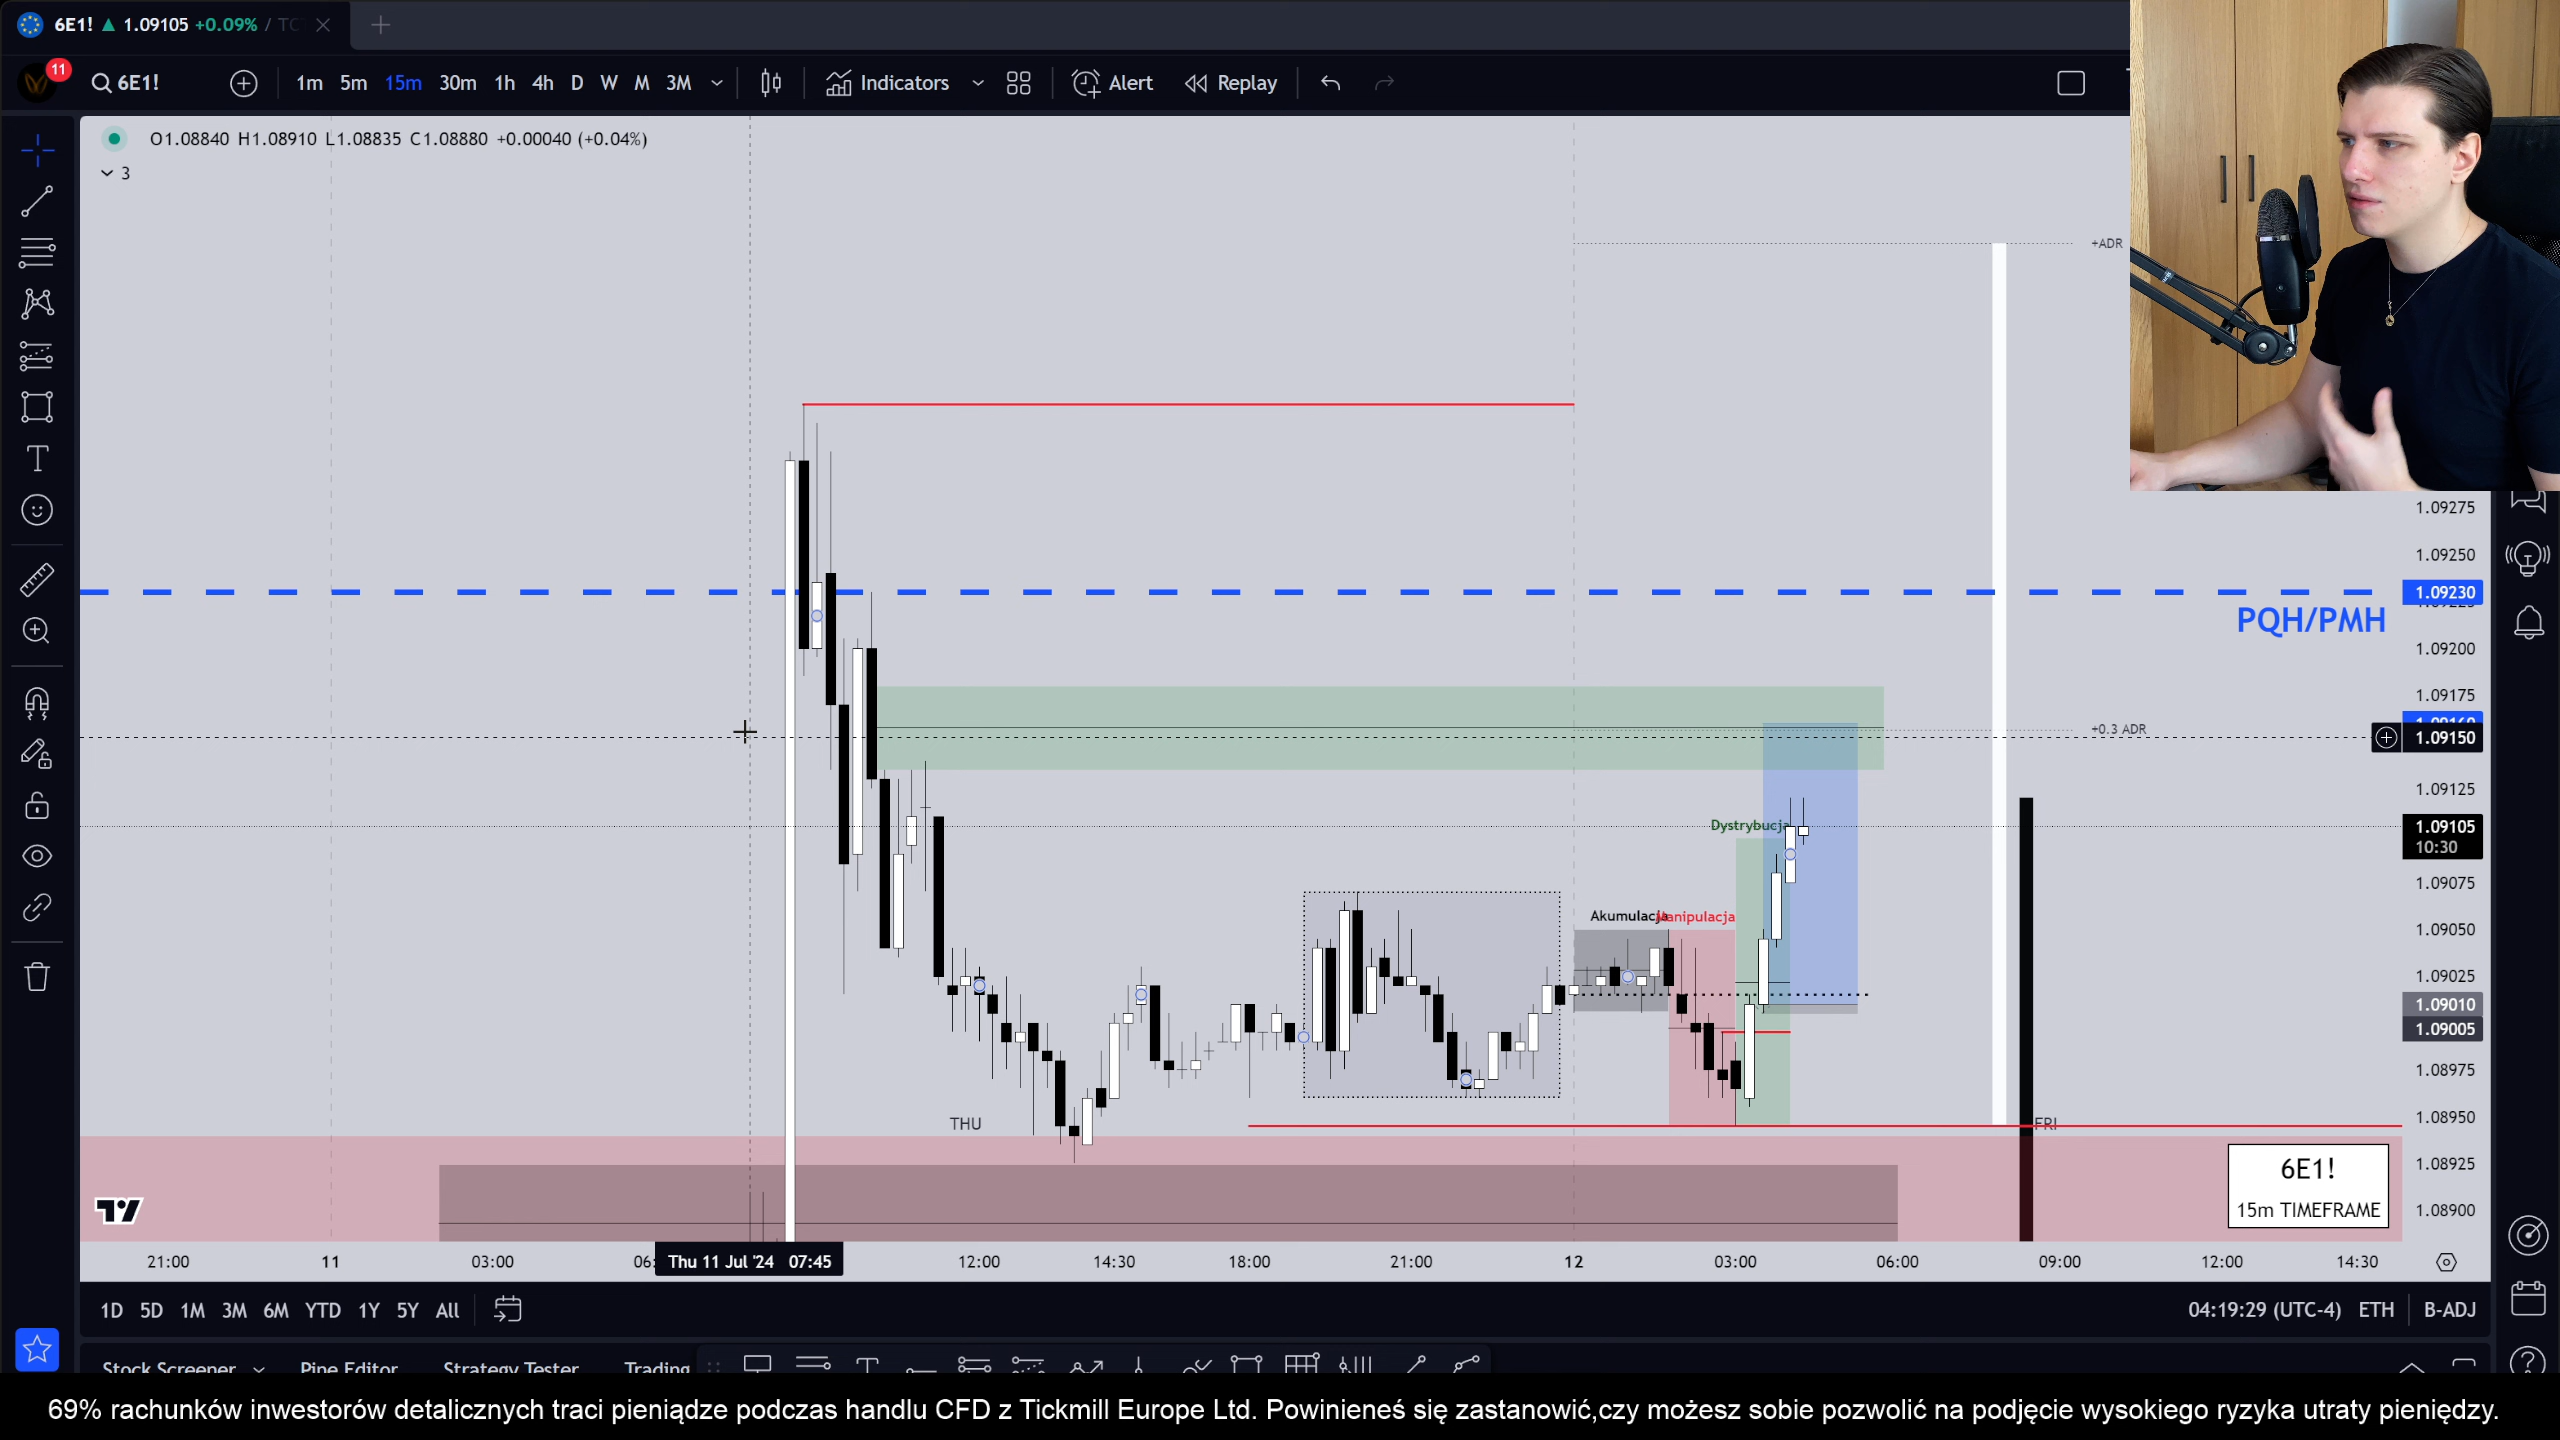 6E1! 1.09105 +0.09% / TC
11
6E1! 1m 5m 15m 30m 1h 4h D W M 3M Indicators Alert Replay
O1.08840 H1.08910 L1.08835 C1.08880 +0.00040 (+0.04%)
3
+ADR
1.09275
1.09250
1.09230
PQH/PMH
1.09200
1.09175
+0.3 ADR
1.09150
1.09125
Dystrybucja
1.09105
10:30
1.09075
Akumulacja
Manipulacja
1.09050
1.09025
1.09010
1.09005
1.08975
THU
FRI
1.08950
6E1!
15m TIMEFRAME
1.08925
1.08900
21:00 11 03:00 Thu 11 Jul '24 07:45 12:00 14:30 18:00 21:00 12 03:00 06:00 09:00 12:00 14:30
1D 5D 1M 3M 6M YTD 1Y 5Y All 04:19:29 (UTC-4) ETH B-ADJ
Stock Screener Pine Editor Strategy Tester Trading
69% rachunków inwestorów detalicznych traci pieniądze podczas handlu CFD z Tickmill Europe Ltd. Powinieneś się zastanowić,czy możesz sobie pozwolić na podjęcie wysokiego ryzyka utraty pieniędzy.